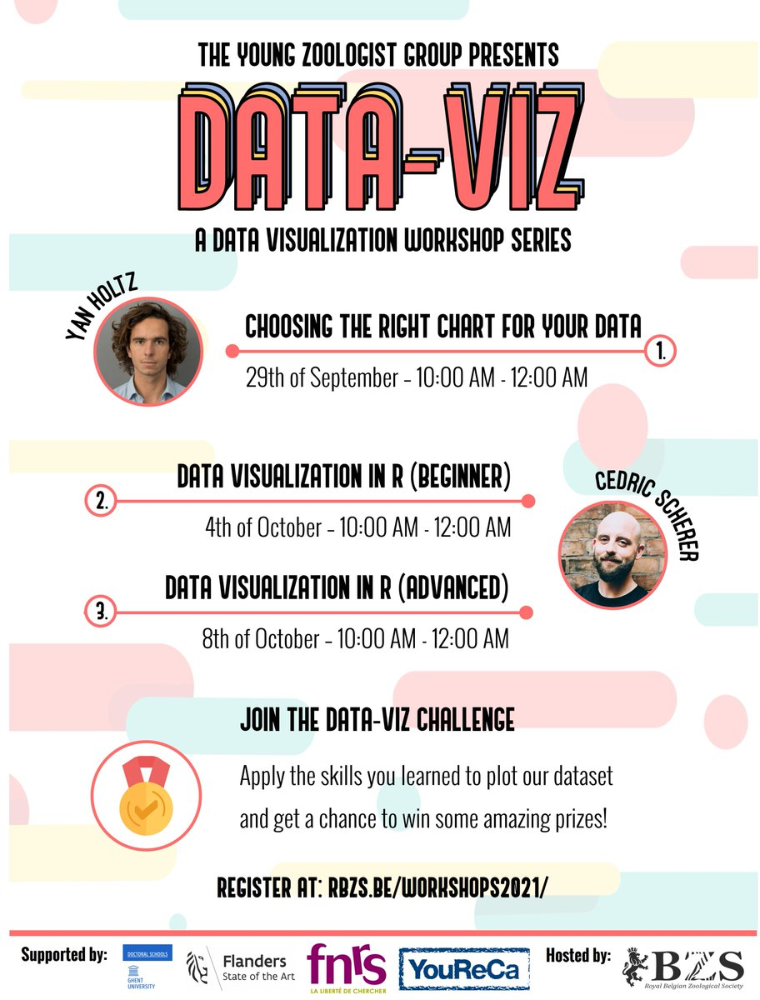 THE YOUNG ZOOLOGIST GROUP PRESENTS
DATA-VIZ
A DATA VISUALIZATION WORKSHOP SERIES
YAN HOLTZ
CHOOSING THE RIGHT CHART FOR YOUR DATA
1.
29th of September – 10:00 AM - 12:00 AM
DATA VISUALIZATION IN R (BEGINNER)
2.
4th of October – 10:00 AM - 12:00 AM
CEDRIC SCHERER
DATA VISUALIZATION IN R (ADVANCED)
3.
8th of October – 10:00 AM - 12:00 AM
JOIN THE DATA-VIZ CHALLENGE
Apply the skills you learned to plot our dataset
and get a chance to win some amazing prizes!
REGISTER AT: RBZS.BE/WORKSHOPS2021/
Supported by:
DOCTORAL SCHOOLS
GHENT
UNIVERSITY
Flanders
State of the Art
fnrs
LA LIBERTÉ DE CHERCHER
YouReCa
Hosted by:
BZS
Royal Belgian Zoological Society